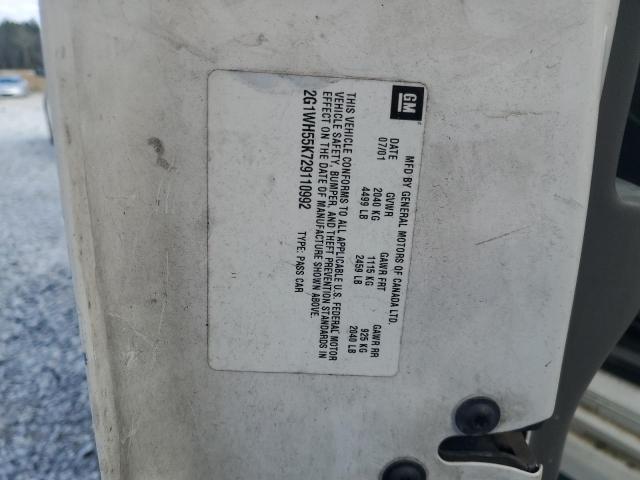 GM
MFD BY GENERAL MOTORS OF CANADA LTD.
DATE GVWR GAWR FRT GAWR RR
07/01 2040 KG 1115 KG 925 KG
4499 LB 2459 LB 2040 LB
THIS VEHICLE CONFORMS TO ALL APPLICABLE U.S. FEDERAL MOTOR
VEHICLE SAFETY, BUMPER, AND THEFT PREVENTION STANDARDS IN
EFFECT ON THE DATE OF MANUFACTURE SHOWN ABOVE.
2G1WH55K729110992 TYPE: PASS CAR